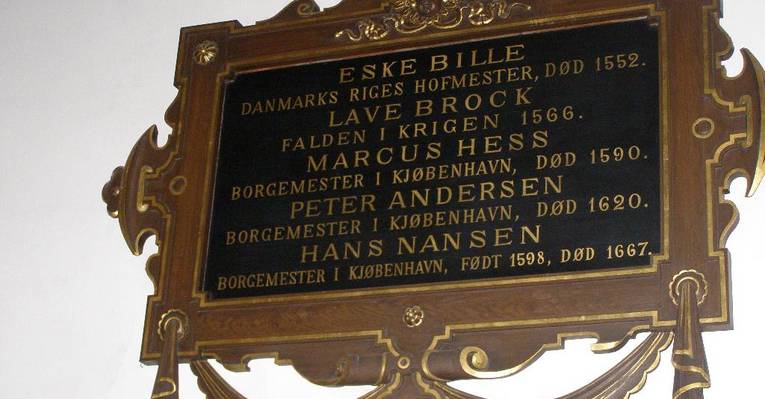 ESKE BILLE
DANMARKS RIGES HOFMESTER, DØD 1552.
LAVE BROCK
FALDEN I KRIGEN 1566.
MARCUS HESS
BORGEMESTER I KJØBENHAVN, DØD 1590.
PETER ANDERSEN
BORGEMESTER I KJØBENHAVN, DØD 1620.
HANS NANSEN
BORGEMESTER I KJØBENHAVN, FØDT 1598, DØD 1667.